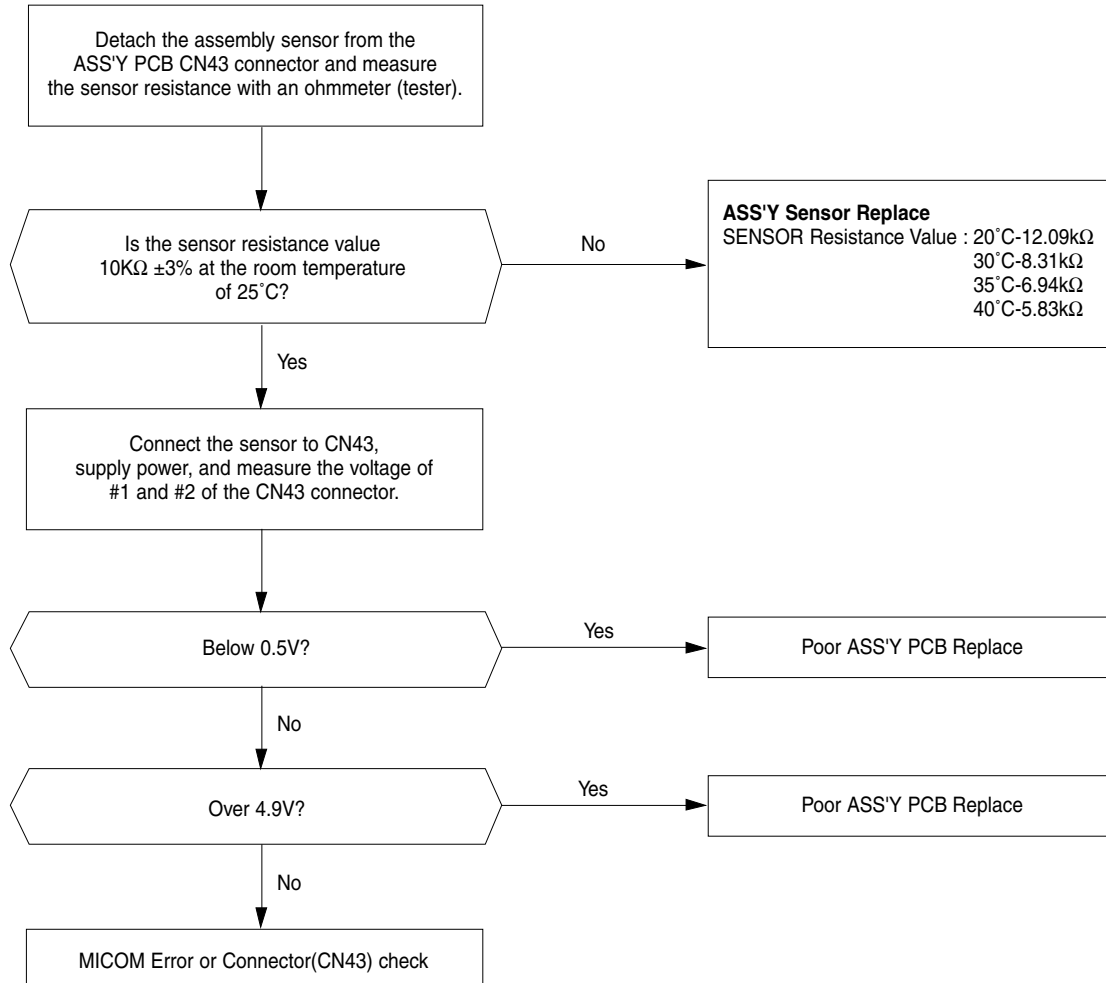 Detach the assembly sensor from the
ASS'Y PCB CN43 connector and measure
the sensor resistance with an ohmmeter (tester).
Is the sensor resistance value
10KΩ ±3% at the room temperature
of 25˚C?
No
ASS'Y Sensor Replace
SENSOR Resistance Value : 20˚C-12.09kΩ
30˚C-8.31kΩ
35˚C-6.94kΩ
40˚C-5.83kΩ
Yes
Connect the sensor to CN43,
supply power, and measure the voltage of
#1 and #2 of the CN43 connector.
Below 0.5V?
Yes
Poor ASS'Y PCB Replace
No
Over 4.9V?
Yes
Poor ASS'Y PCB Replace
No
MICOM Error or Connector(CN43) check